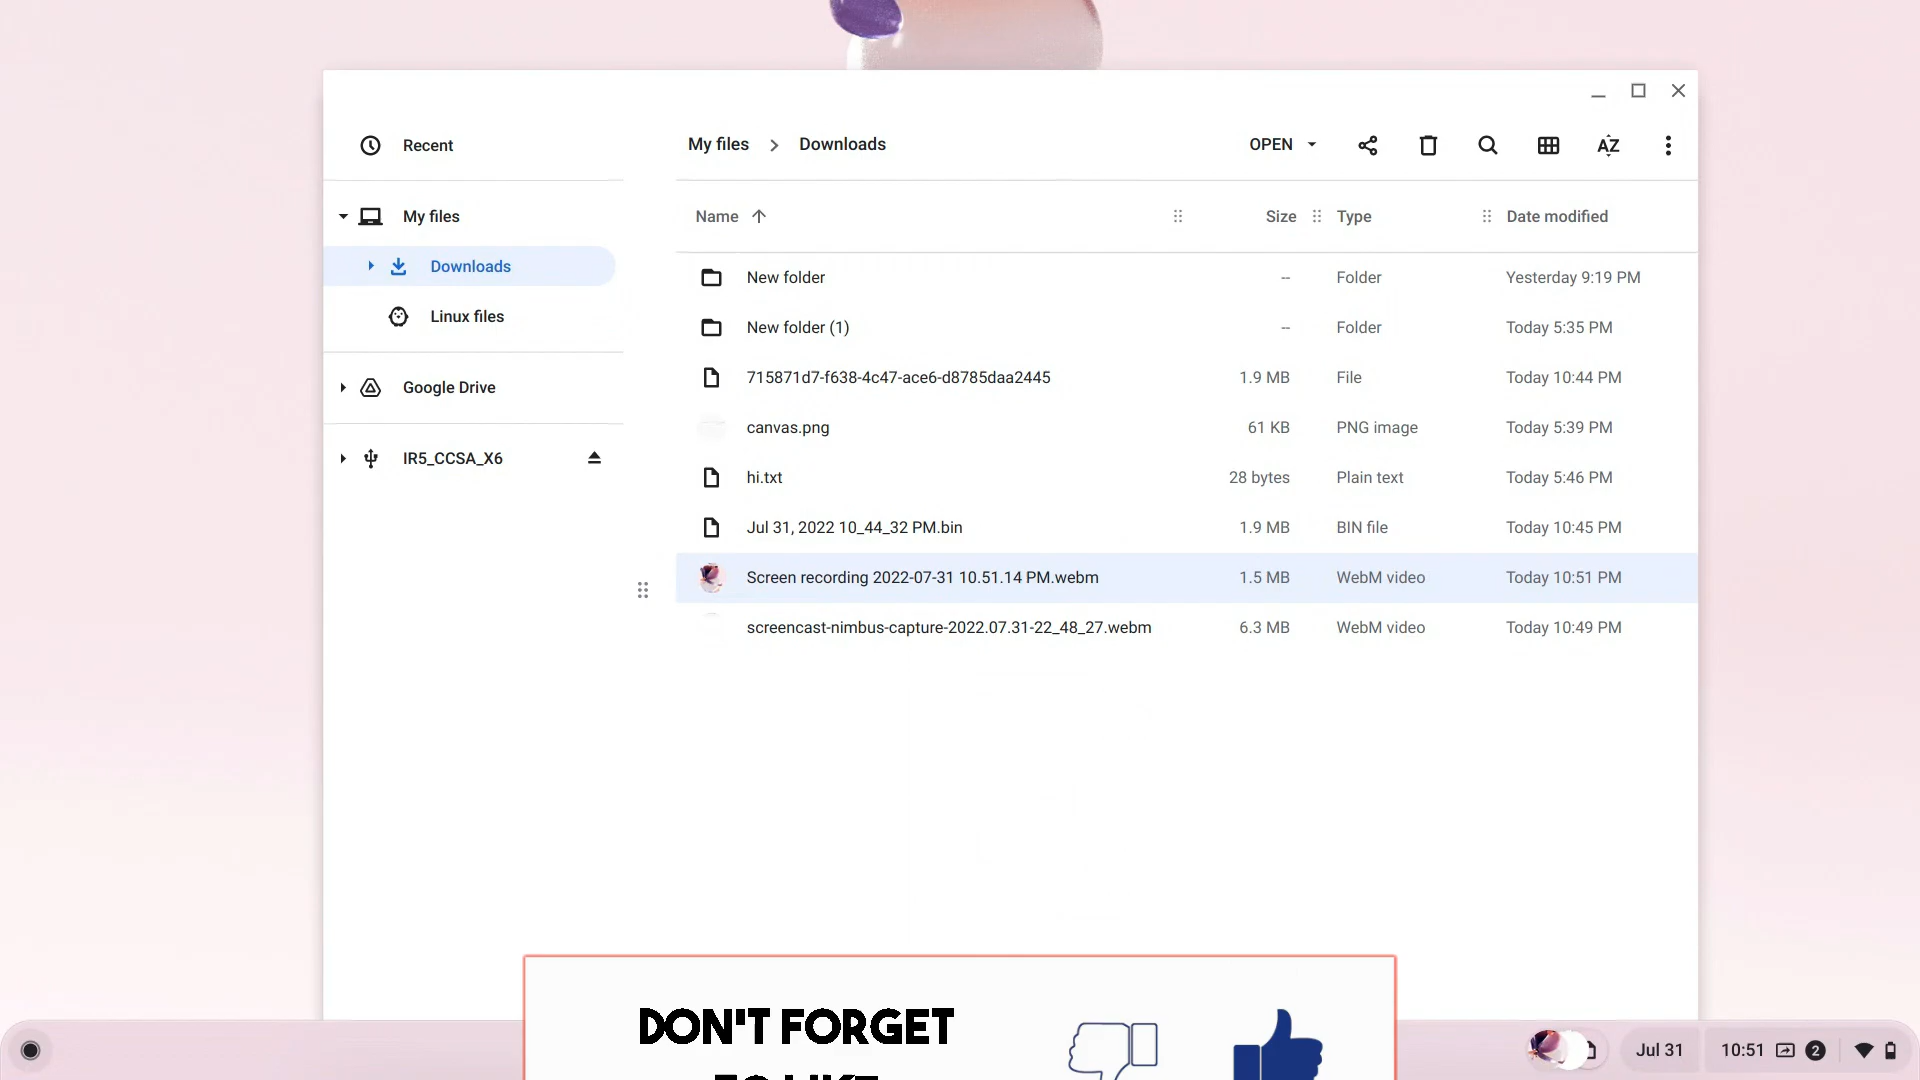 Recent
My files
Downloads
Linux files
Google Drive
IR5_CCSA_X6
My files > Downloads
OPEN
AZ
Name Size Type Date modified
New folder -- Folder Yesterday 9:19 PM
New folder (1) -- Folder Today 5:35 PM
715871d7-f638-4c47-ace6-d8785daa2445 1.9 MB File Today 10:44 PM
canvas.png 61 KB PNG image Today 5:39 PM
hi.txt 28 bytes Plain text Today 5:46 PM
Jul 31, 2022 10_44_32 PM.bin 1.9 MB BIN file Today 10:45 PM
Screen recording 2022-07-31 10.51.14 PM.webm 1.5 MB WebM video Today 10:51 PM
screencast-nimbus-capture-2022.07.31-22_48_27.webm 6.3 MB WebM video Today 10:49 PM
DON'T FORGET
TO LIKE
Jul 31 10:51 2